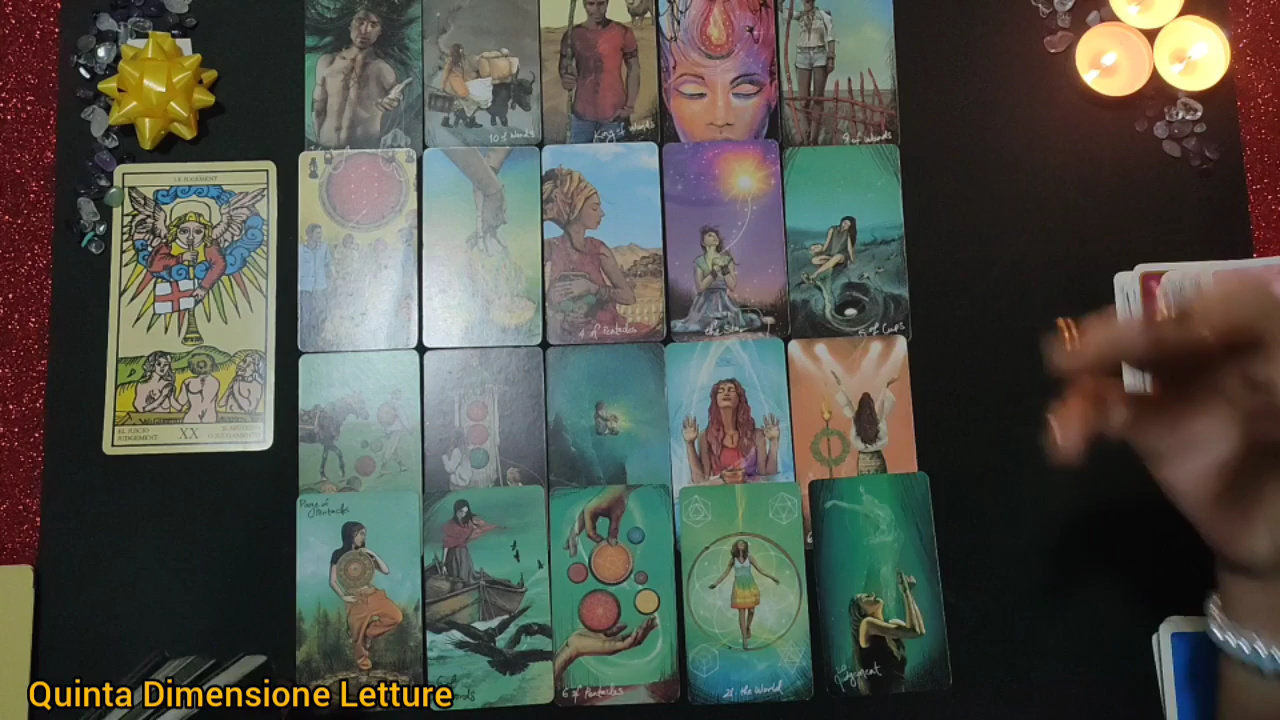 10 of Wands
King of Wands
9 of Wands
LE JUGEMENT
4 of Pentacles
the Star
5 of Cups
EL JUICIO
JUDGEMENT
XX
Page of
Pentacles
6 of Pentacles
21. the World
Judgment
Quinta Dimensione Letture